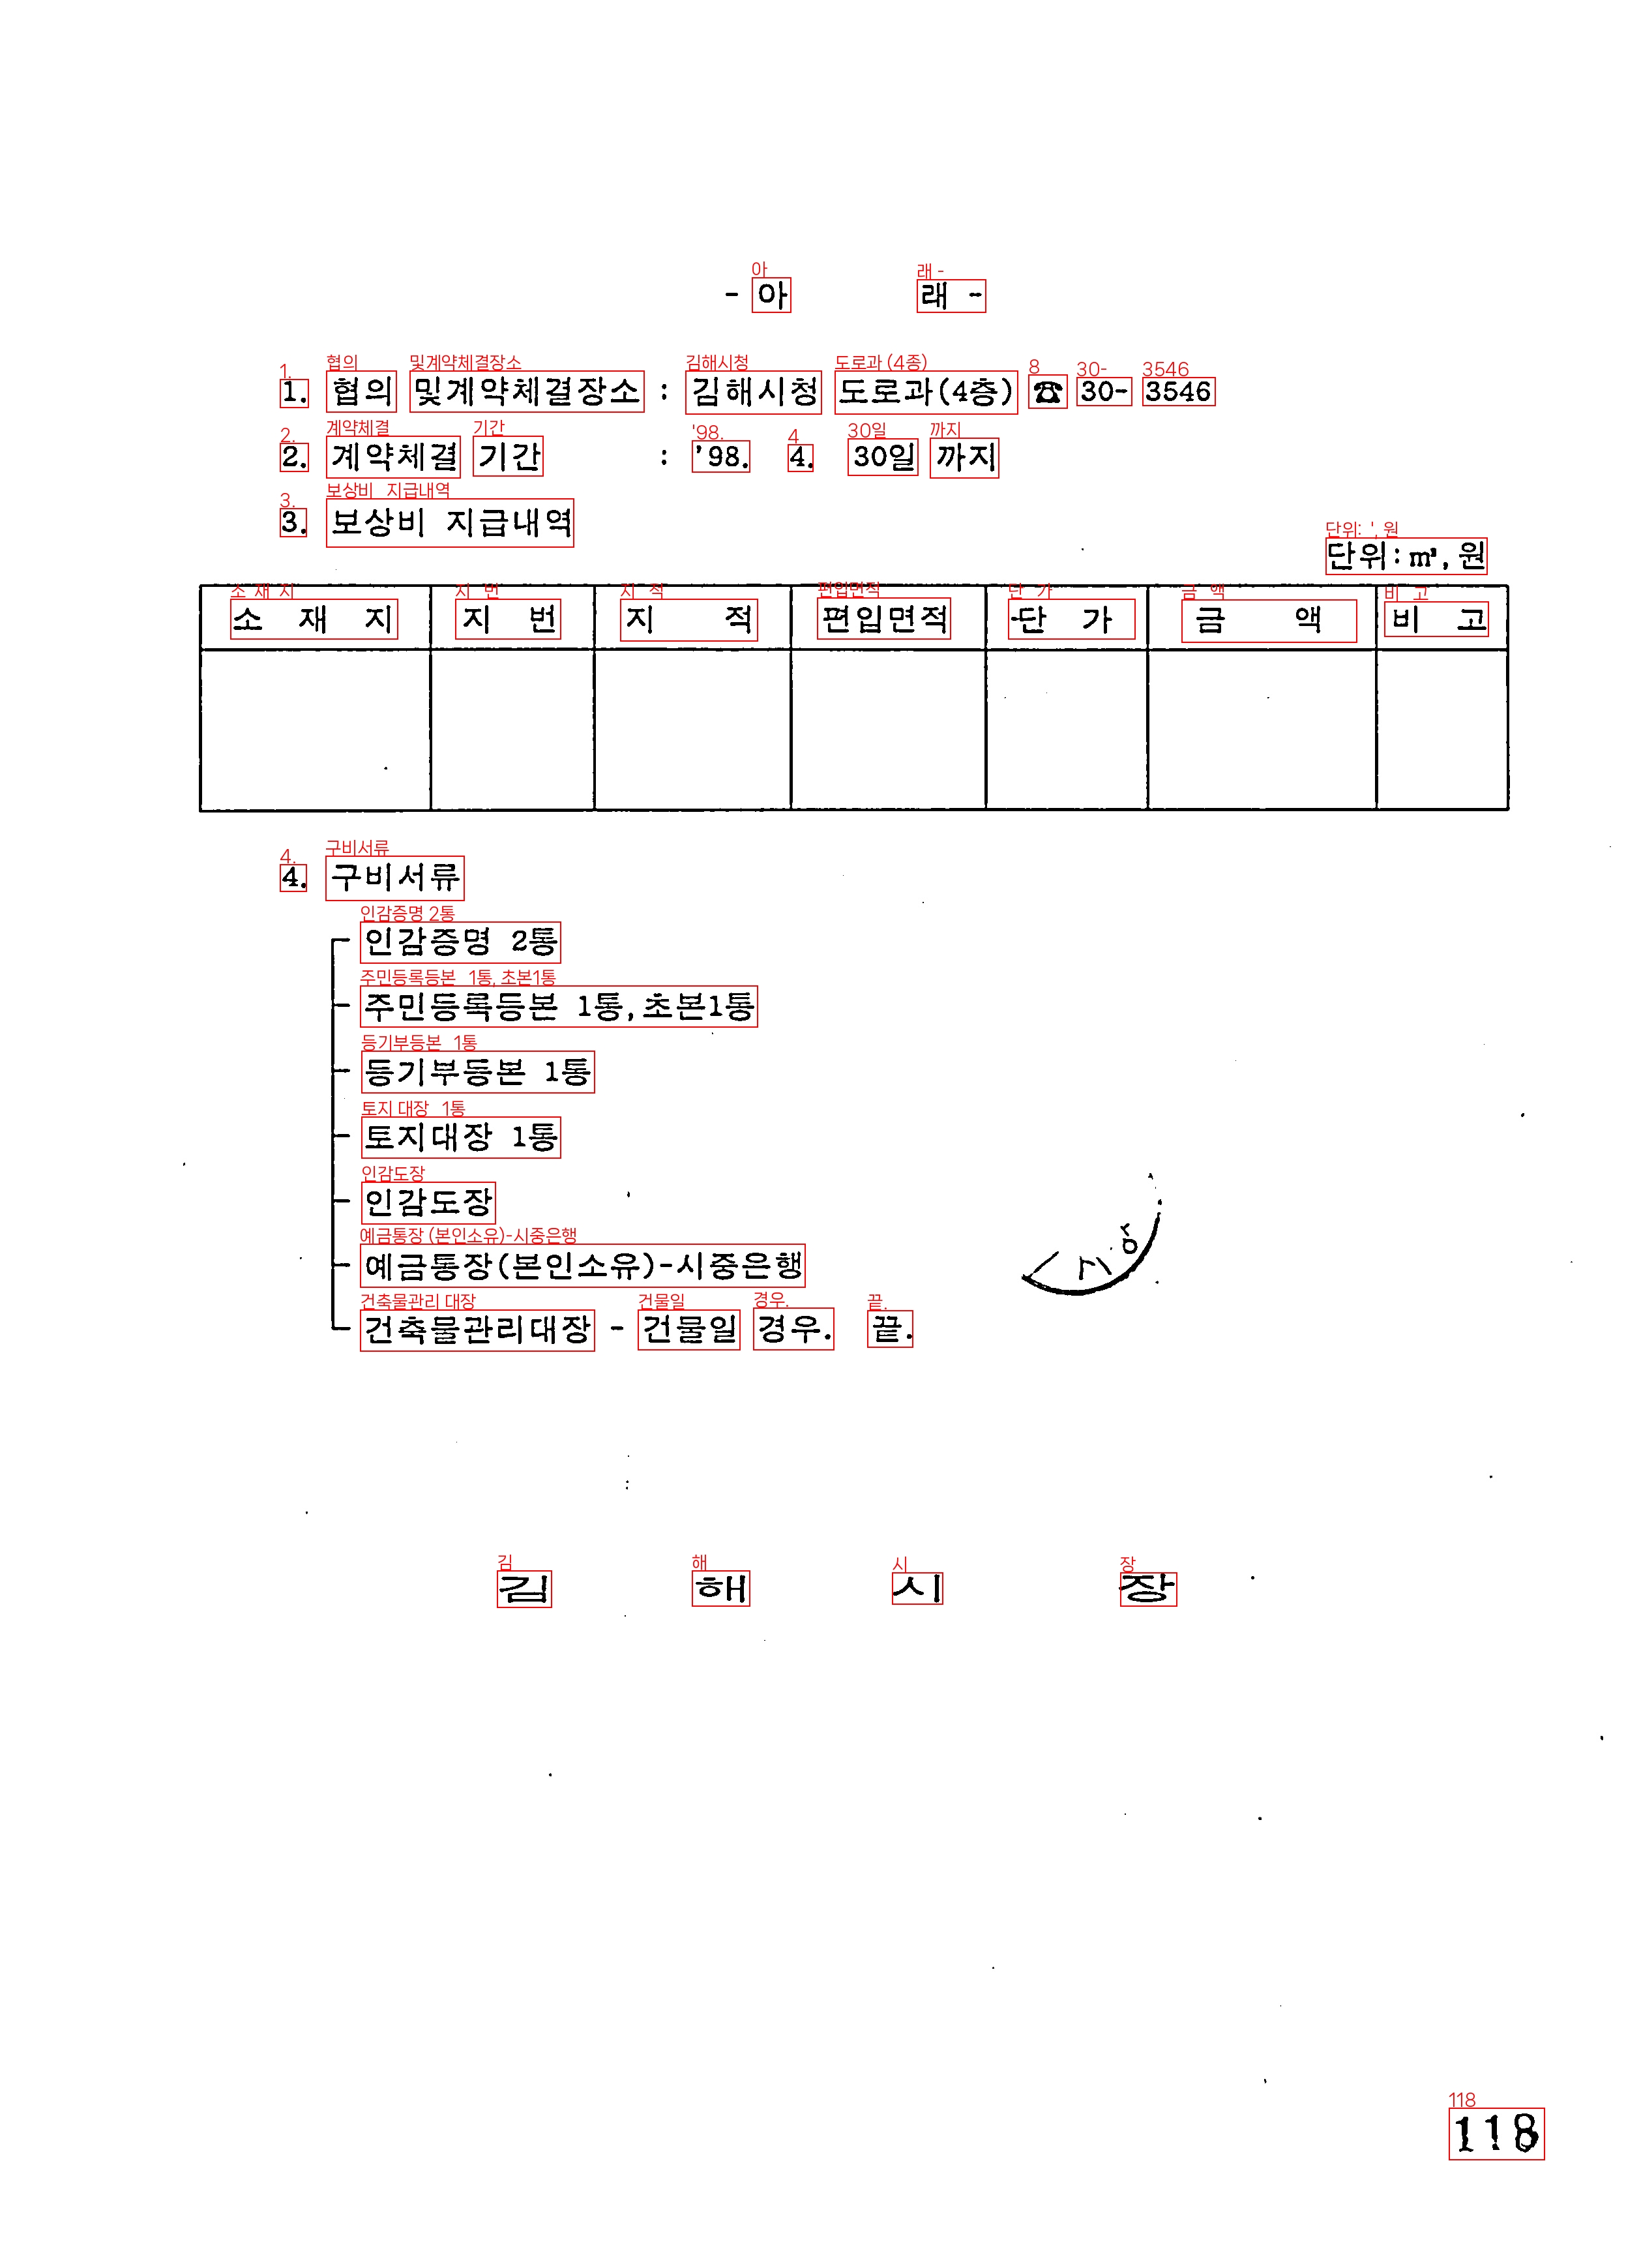 - 아 래 -
1. 협의 및계약체결장소 : 김해시청 도로과(4층) ☎ 30- 3546
2. 계약체결 기간 : '98. 4. 30일 까지
3. 보상비 지급내역
단위:㎡, 원
소 재 지 지 번 지 적 편입면적 단 가 금 액 비 고
4. 구비서류
인감증명 2통
주민등록등본 1통,초본1통
등기부등본 1통
토지대장 1통
인감도장
예금통장(본인소유)-시중은행
건축물관리대장 - 건물일 경우. 끝.
김 해 시 장
118